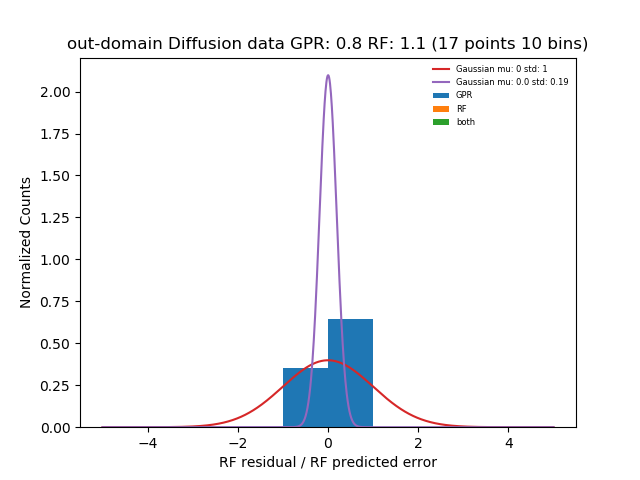 out-domain Diffusion data GPR: 0.8 RF: 1.1 (17 points 10 bins)
Gaussian mu: 0 std: 1
Gaussian mu: 0.0 std: 0.19
GPR
RF
both
2.00
1.75
1.50
1.25
1.00
0.75
0.50
0.25
0.00
Normalized Counts
−4
−2
0
2
4
RF residual / RF predicted error